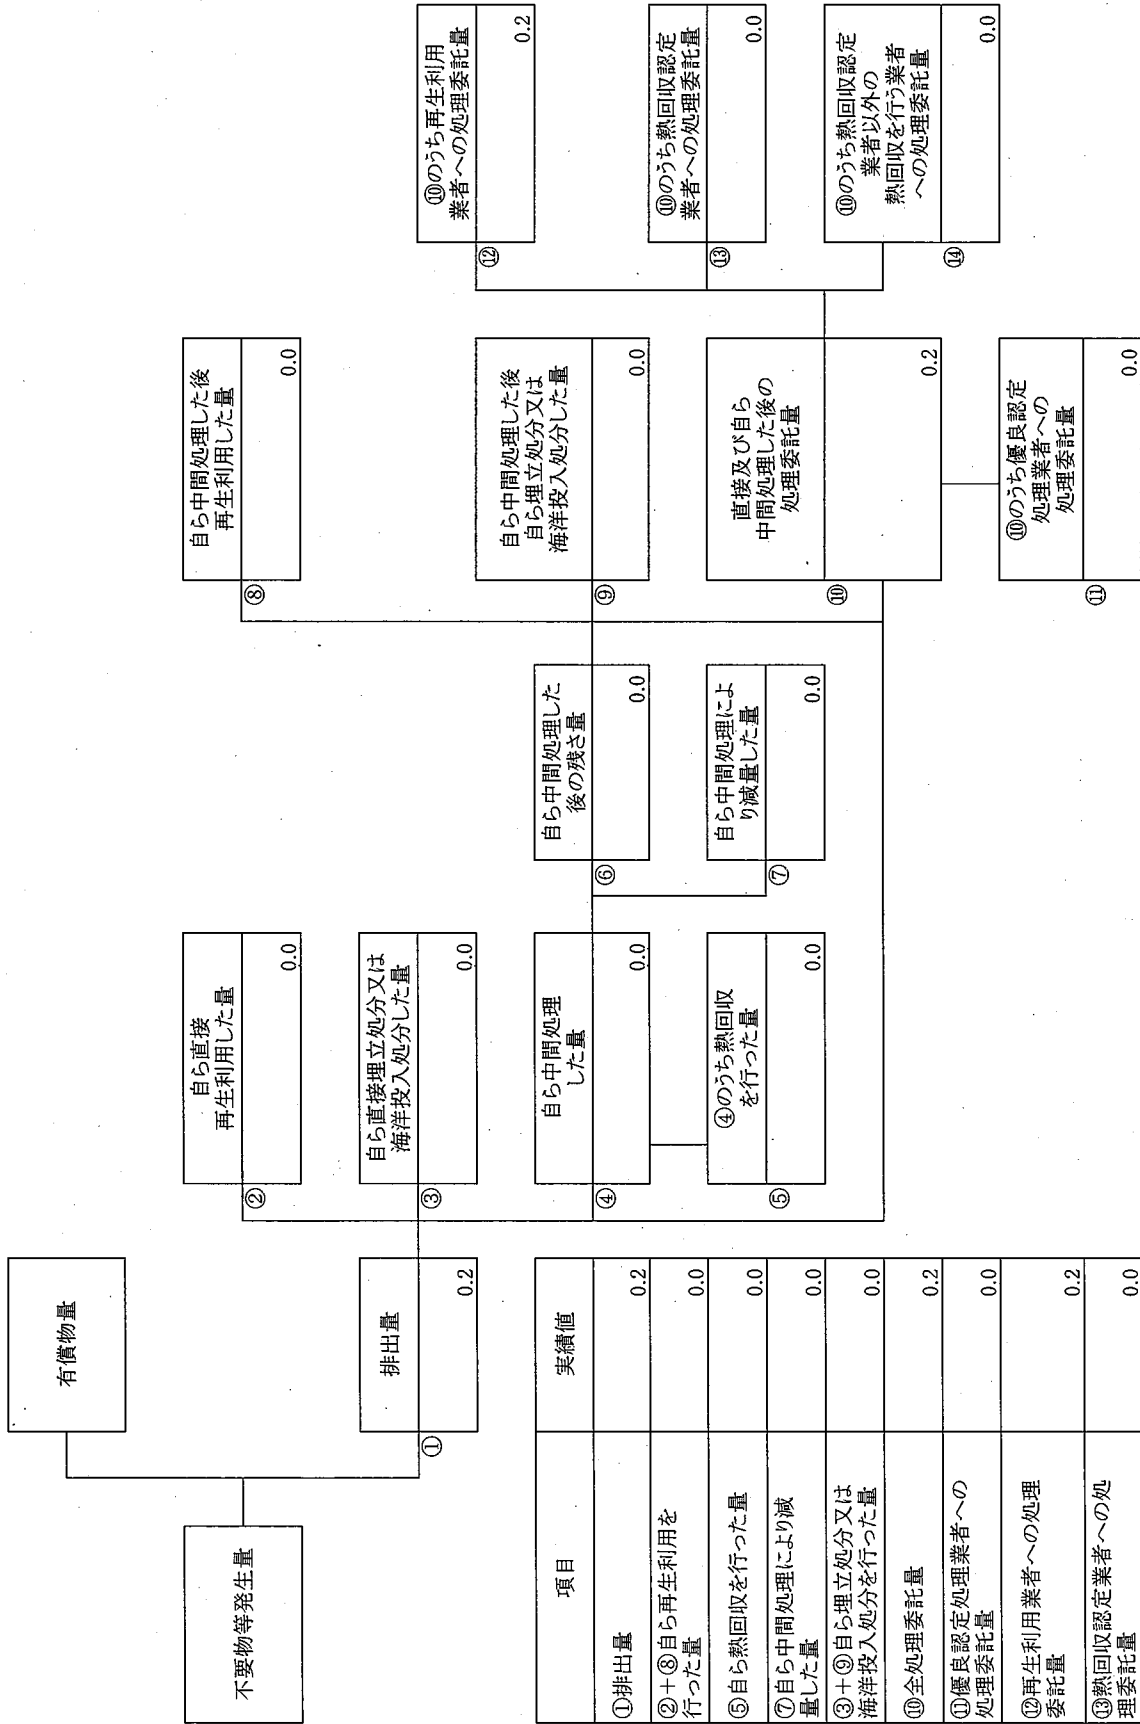 不要物等発生量
有償物量
①
排出量
0.2
②
自ら直接
再生利用した量
0.0
③
自ら直接埋立処分又は
海洋投入処分した量
0.0
④
自ら中間処理
した量
0.0
⑤
④のうち熱回収
を行った量
0.0
⑥
自ら中間処理した
後の残さ量
0.0
⑦
自ら中間処理によ
り減量した量
0.0
⑧
自ら中間処理した後
再生利用した量
0.0
⑨
自ら中間処理した後
自ら埋立処分又は
海洋投入処分した量
0.0
⑩
直接及び自ら
中間処理した後の
処理委託量
0.2
⑪
⑩のうち優良認定
処理業者への
処理委託量
0.0
⑫
⑩のうち再生利用
業者への処理委託量
0.2
⑬
⑩のうち熱回収認定
業者への処理委託量
0.0
⑭
⑩のうち熱回収認定
業者以外の
熱回収を行う業者
への処理委託量
0.0
項目 実績値
①排出量 0.2
②+⑧自ら再生利用を
行った量 0.0
⑤自ら熱回収を行った量 0.0
⑦自ら中間処理により減
量した量 0.0
③+⑨自ら埋立処分又は
海洋投入処分を行った量 0.0
⑩全処理委託量 0.2
⑪優良認定処理業者への
処理委託量 0.0
⑫再生利用業者への処理
委託量 0.2
⑬熱回収認定業者への処
理委託量 0.0